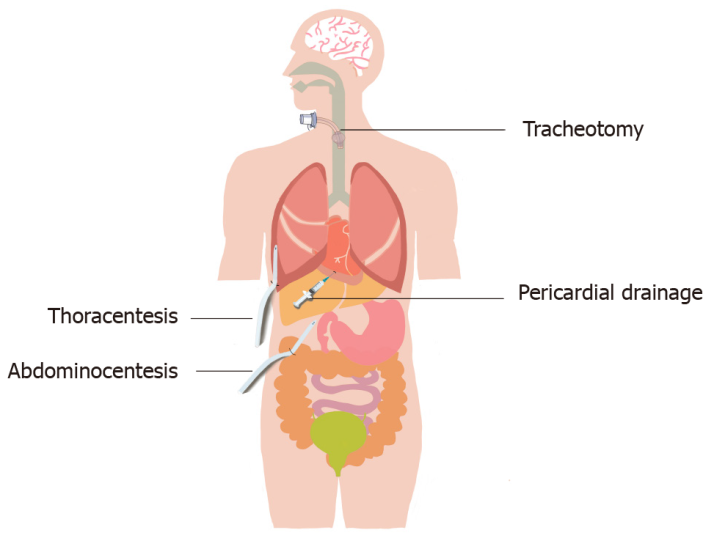 Tracheotomy
Pericardial drainage
Thoracentesis
Abdominocentesis